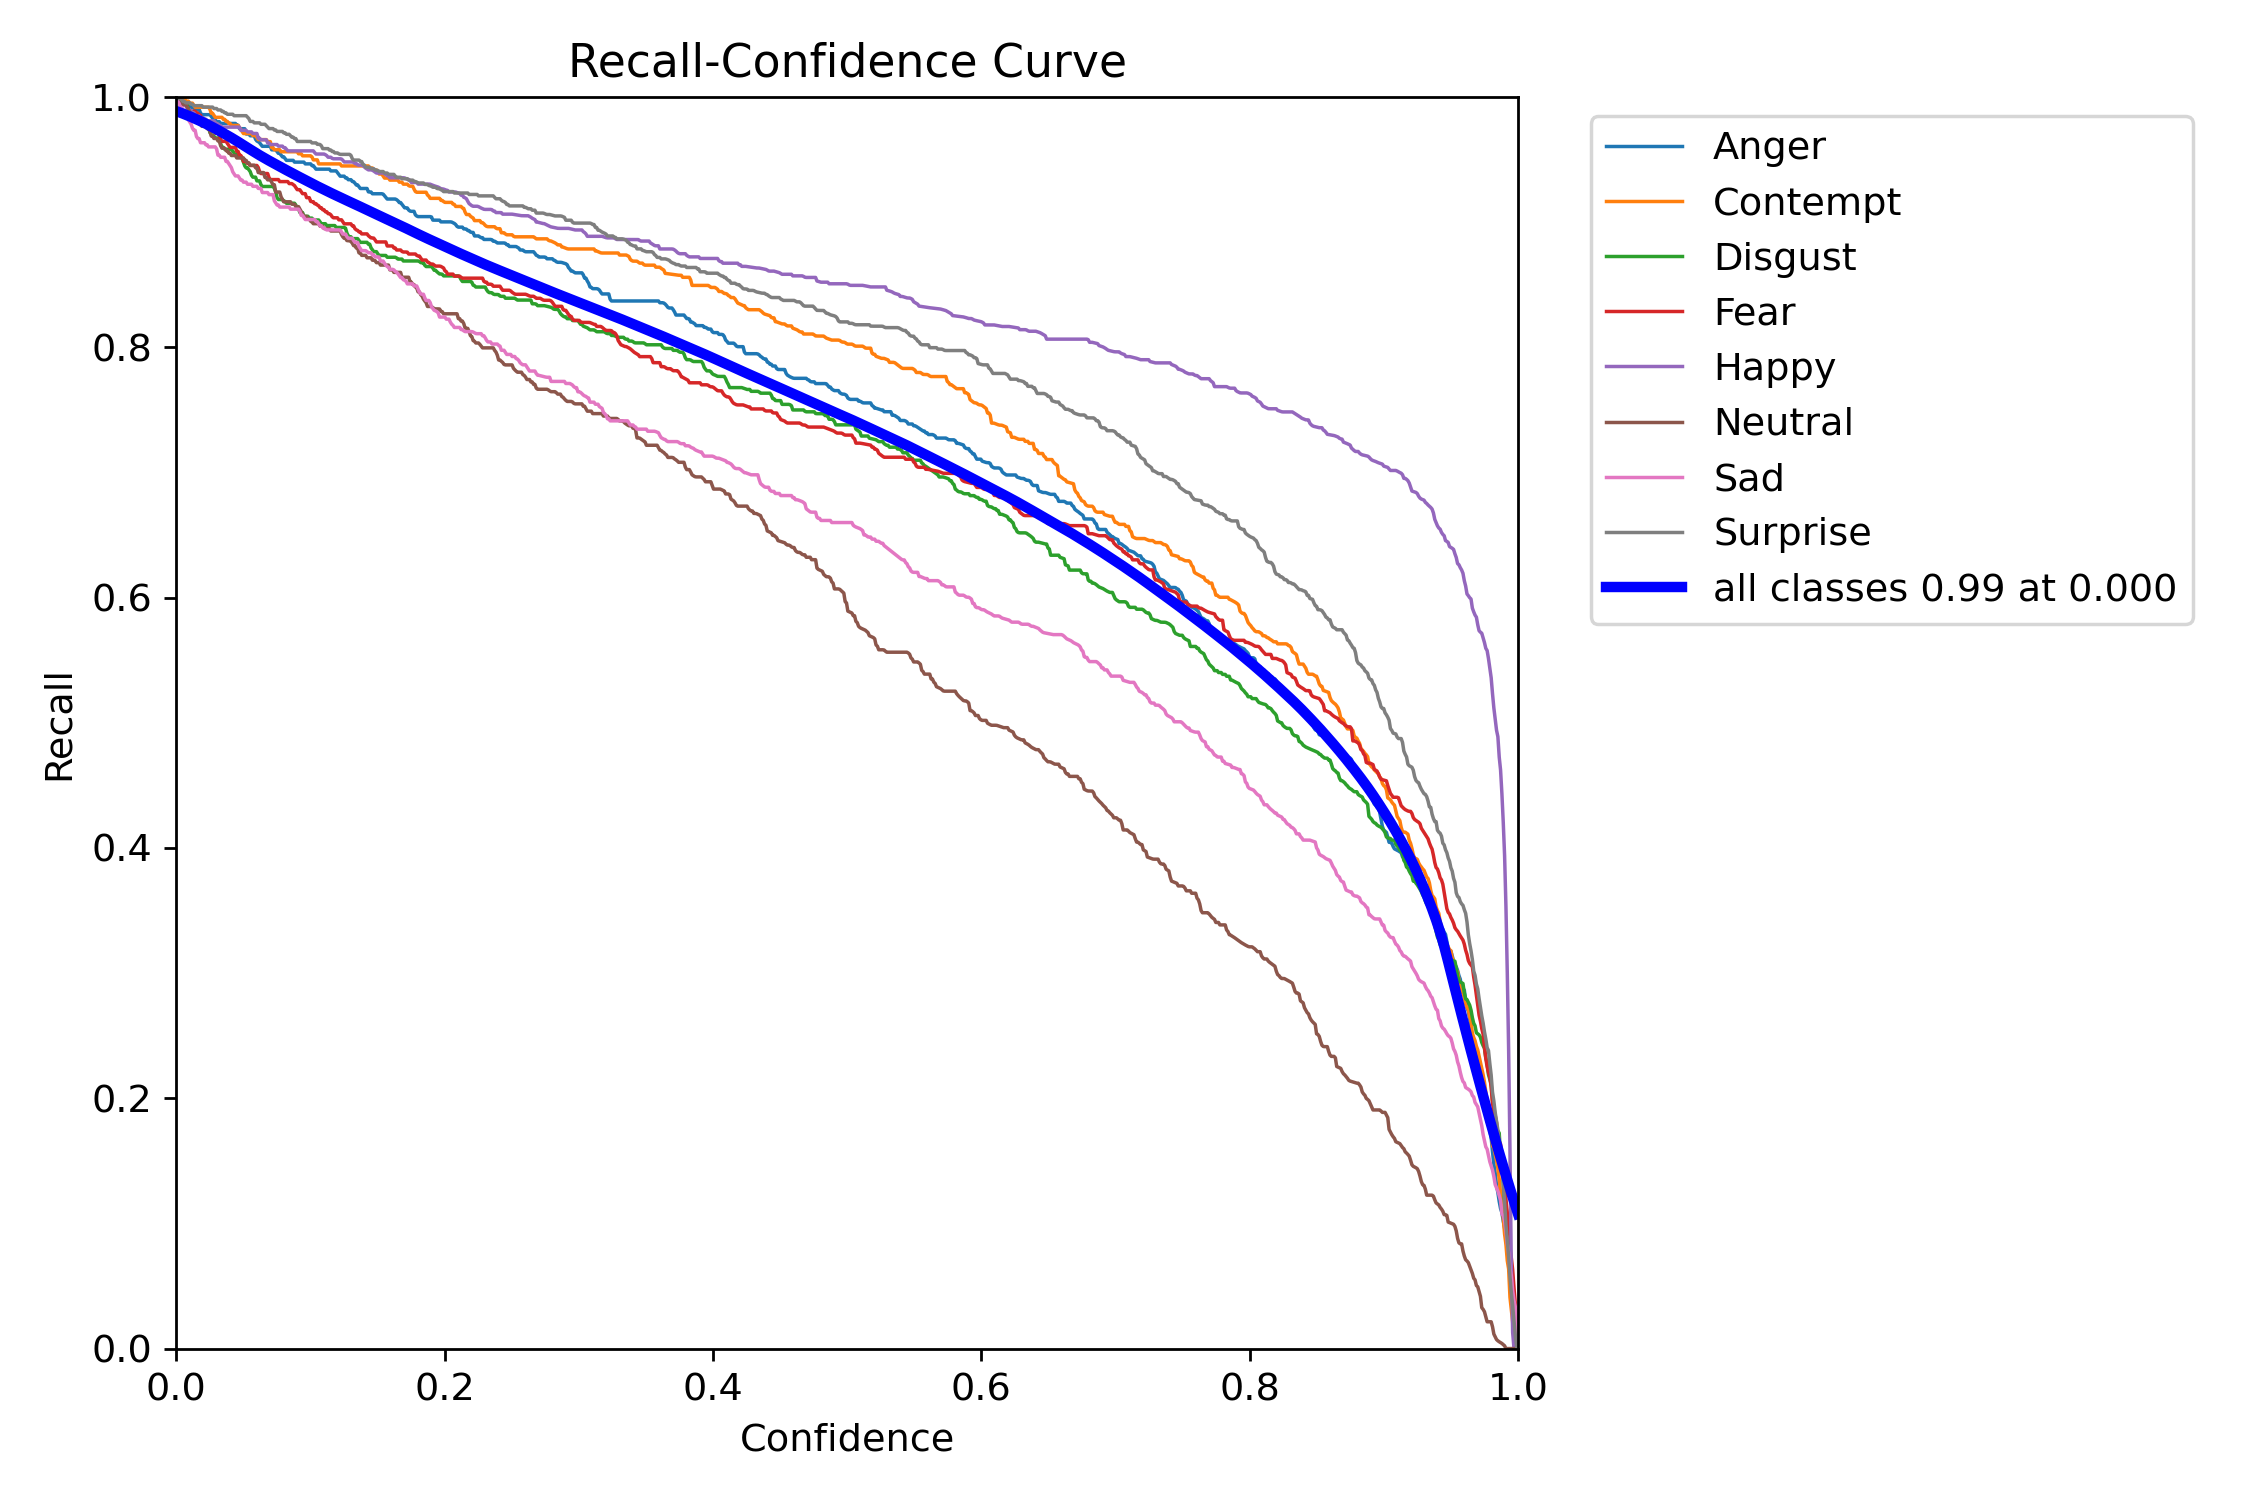 Recall-Confidence Curve
1.0
0.8
0.6
0.4
0.2
0.0
Recall
0.0 0.2 0.4 0.6 0.8 1.0
Confidence
Anger
Contempt
Disgust
Fear
Happy
Neutral
Sad
Surprise
all classes 0.99 at 0.000